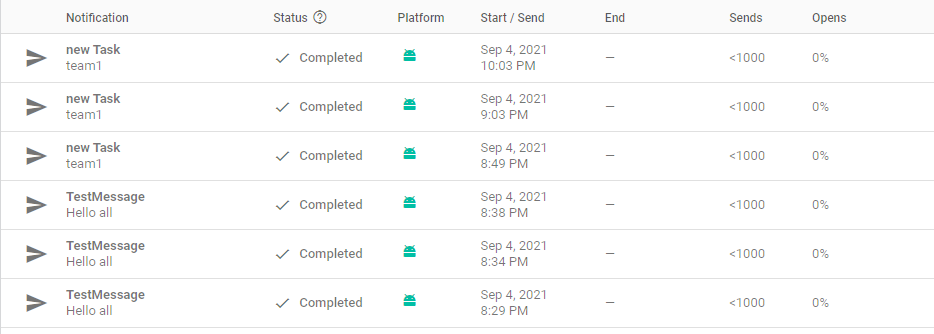 Notification Status Platform Start / Send End Sends Opens
new Task
team1
Completed
Sep 4, 2021
10:03 PM
—
<1000
0%
new Task
team1
Completed
Sep 4, 2021
9:03 PM
—
<1000
0%
new Task
team1
Completed
Sep 4, 2021
8:49 PM
—
<1000
0%
TestMessage
Hello all
Completed
Sep 4, 2021
8:38 PM
—
<1000
0%
TestMessage
Hello all
Completed
Sep 4, 2021
8:34 PM
—
<1000
0%
TestMessage
Hello all
Completed
Sep 4, 2021
8:29 PM
—
<1000
0%